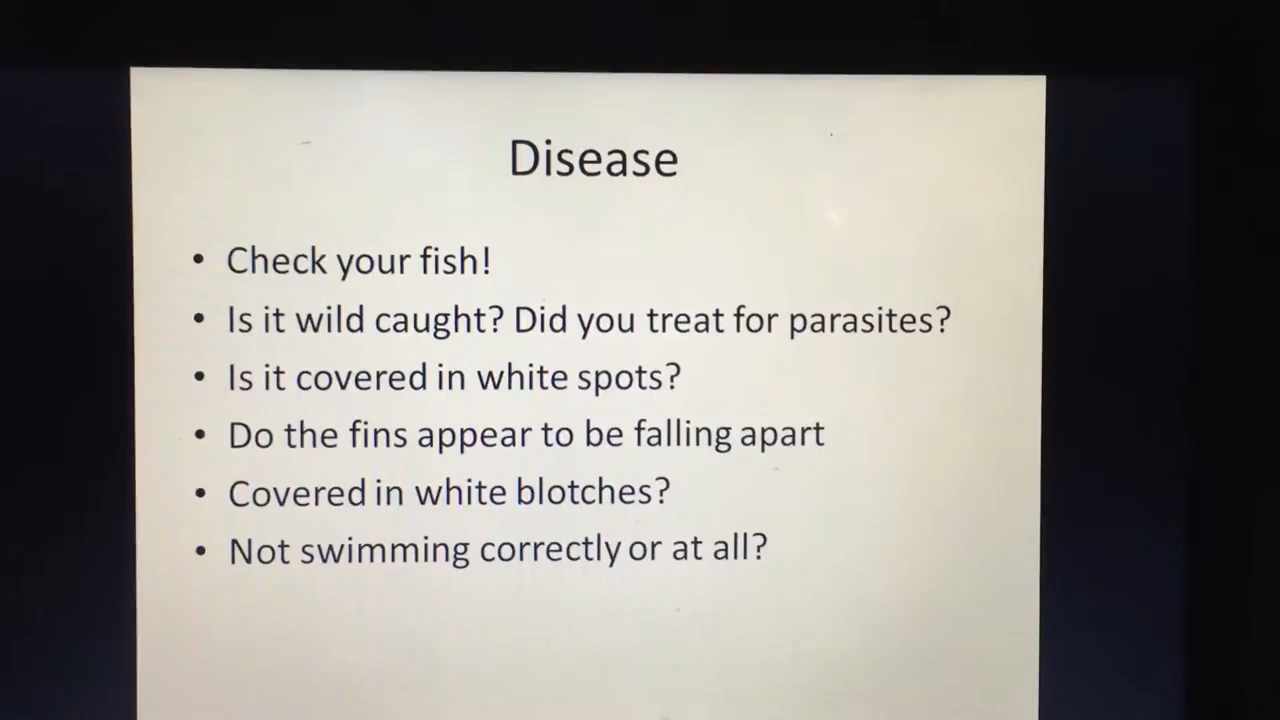 Disease
• Check your fish!
• Is it wild caught? Did you treat for parasites?
• Is it covered in white spots?
• Do the fins appear to be falling apart
• Covered in white blotches?
• Not swimming correctly or at all?